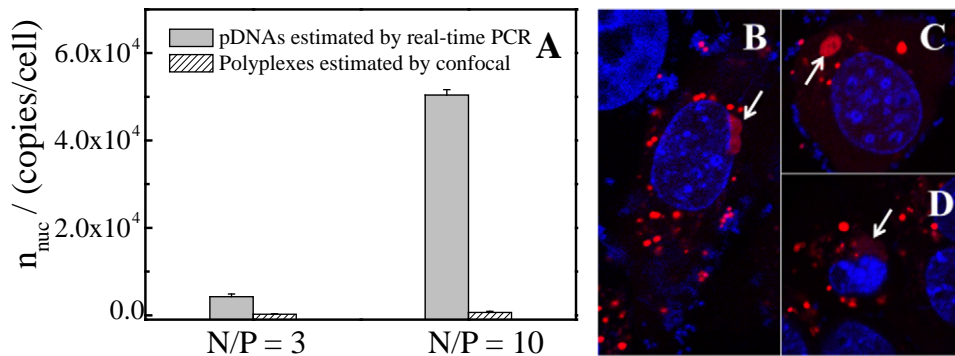 pDNAs estimated by real-time PCR
Polyplexes estimated by confocal
A
B
C
D
n_nuc / (copies/cell)
6.0x10^4
4.0x10^4
2.0x10^4
0.0
N/P = 3
N/P = 10